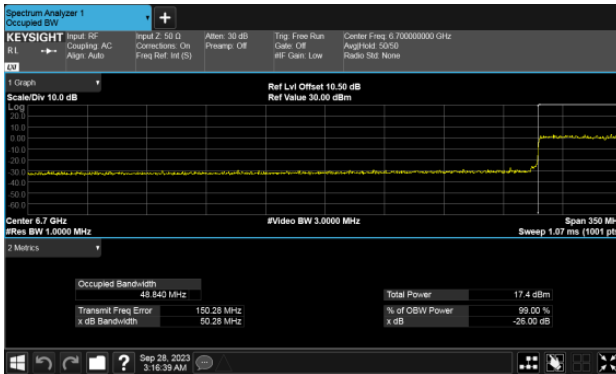 Spectrum Analyzer 1
Occupied BW
+
KEYSIGHT Input: RF Input Z: 50 Ω Atten: 30 dB Trig: Free Run Center Freq: 6.700000000 GHz
RL Coupling: AC Corrections: On Preamp: Off Gate: Off Avg|Hold: 50/50
Align: Auto Freq Ref: Int (S) #IF Gain: Low Radio Std: None
LXI
1 Graph
Ref Lvl Offset 10.50 dB
Scale/Div 10.0 dB Ref Value 30.00 dBm
Log
20.0
10.0
0.00
-10.0
-20.0
-30.0
-40.0
-50.0
-60.0
Center 6.7 GHz #Video BW 3.0000 MHz Span 350 MH
#Res BW 1.0000 MHz Sweep 1.07 ms (1001 pts
2 Metrics
Occupied Bandwidth
48.840 MHz Total Power 17.4 dBm
Transmit Freq Error 150.28 MHz % of OBW Power 99.00 %
x dB Bandwidth 50.28 MHz x dB -26.00 dB
? Sep 28, 2023
3:16:39 AM